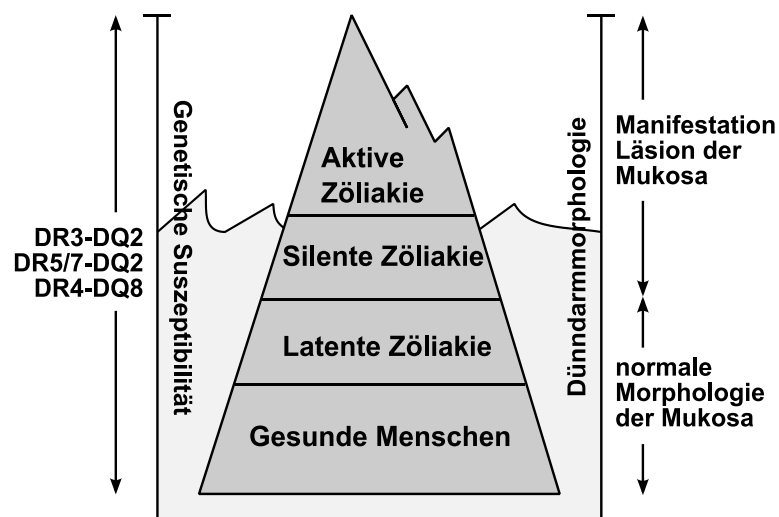 Genetische Suszeptibilität
DR3-DQ2
DR5/7-DQ2
DR4-DQ8
Aktive
Zöliakie
Silente Zöliakie
Latente Zöliakie
Gesunde Menschen
Dünndarmmorphologie
Manifestation
Läsion der
Mukosa
normale
Morphologie
der Mukosa